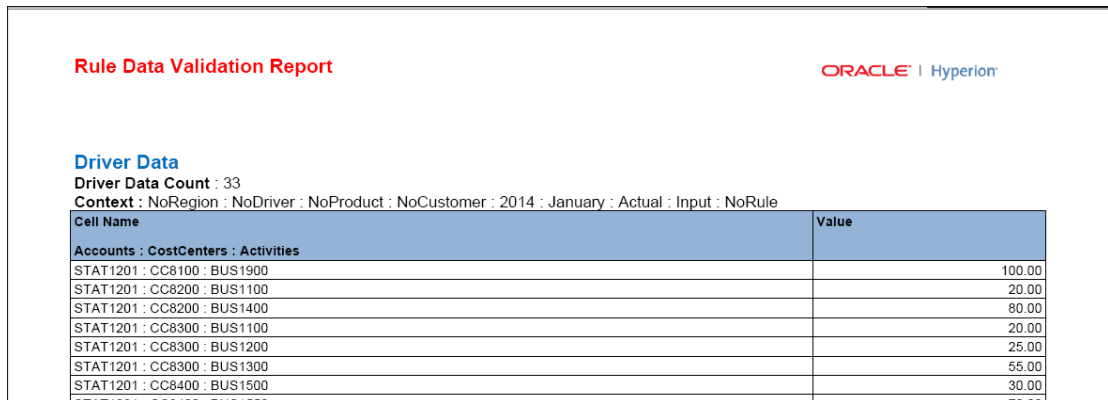 Rule Data Validation Report
ORACLE | Hyperion
Driver Data
Driver Data Count : 33
Context : NoRegion : NoDriver : NoProduct : NoCustomer : 2014 : January : Actual : Input : NoRule
Cell Name Value
Accounts : CostCenters : Activities
STAT1201 : CC8100 : BUS1900 100.00
STAT1201 : CC8200 : BUS1100 20.00
STAT1201 : CC8200 : BUS1400 80.00
STAT1201 : CC8300 : BUS1100 20.00
STAT1201 : CC8300 : BUS1200 25.00
STAT1201 : CC8300 : BUS1300 55.00
STAT1201 : CC8400 : BUS1500 30.00